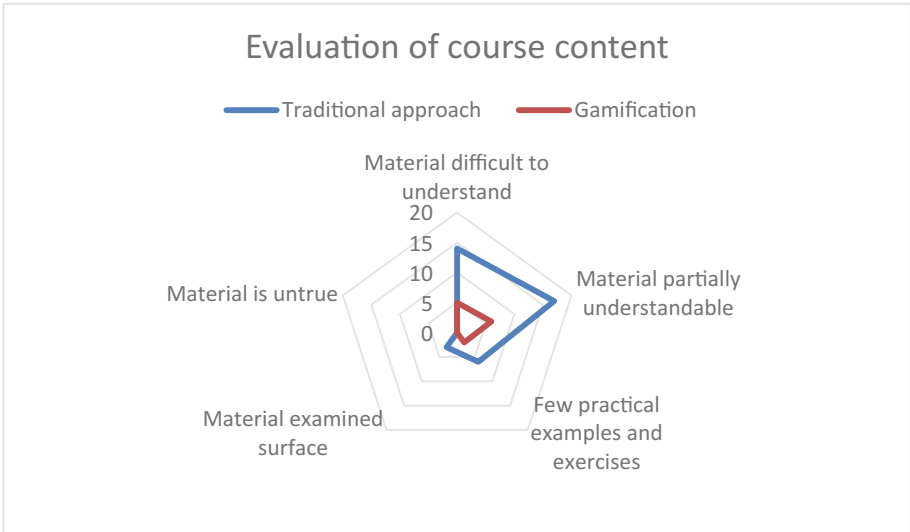 Evaluation of course content
Traditional approach
Gamification
Material difficult to
understand
20
15
10
5
0
Material partially
understandable
Few practical
examples and
exercises
Material examined
surface
Material is untrue